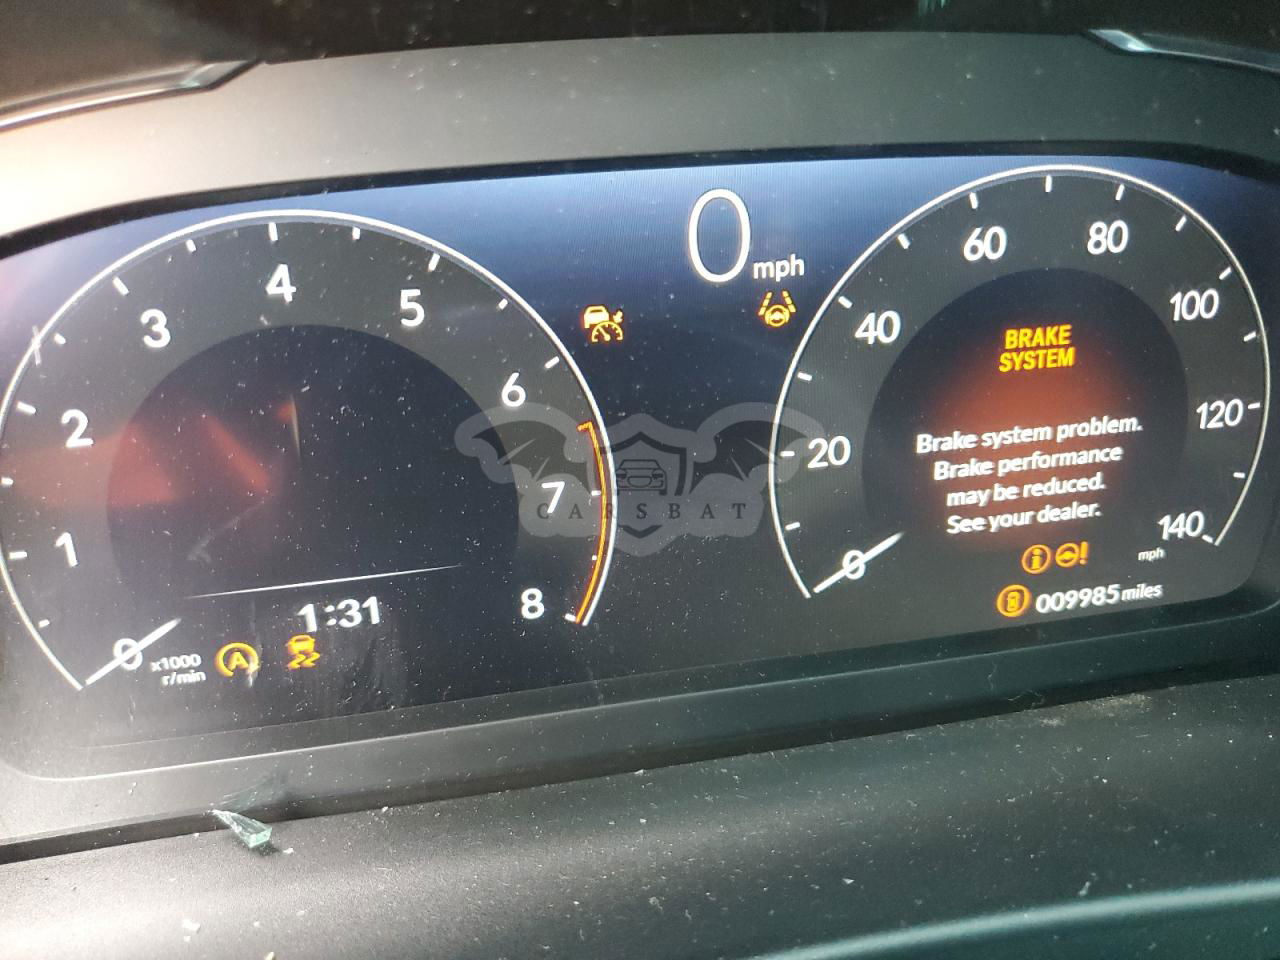 0 mph
1
2
3
4
5
6
7
8
0
x1000
r/min
1:31
A
0
20
40
60
80
100
120
140
mph
BRAKE
SYSTEM
Brake system problem.
Brake performance
may be reduced.
See your dealer.
i !
009985 miles
CARSBAT